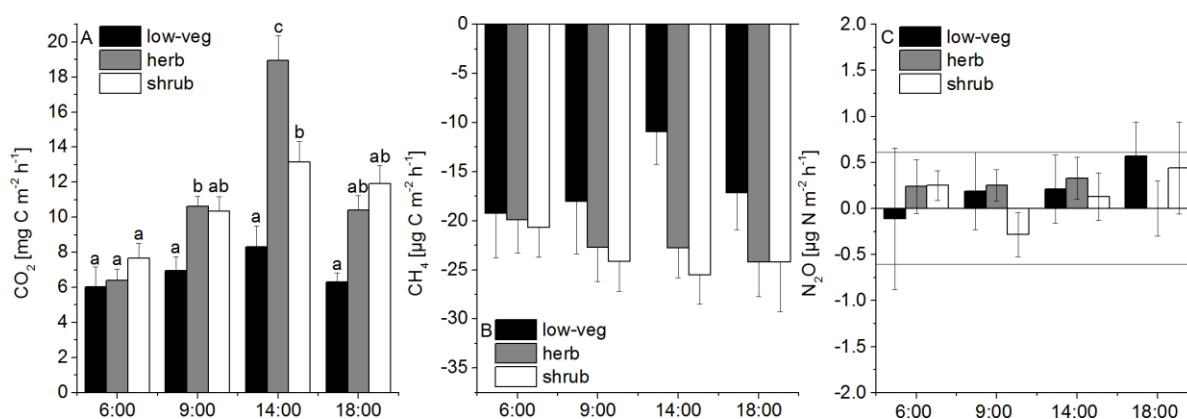 A
low-veg
herb
shrub
CO2 [mg C m-2 h-1]
20
18
16
14
12
10
8
6
4
2
0
a a a
a b ab
a c b
a ab ab
6:00 9:00 14:00 18:00
B
low-veg
herb
shrub
CH4 [µg C m-2 h-1]
0
-5
-10
-15
-20
-25
-30
-35
6:00 9:00 14:00 18:00
C
low-veg
herb
shrub
N2O [µg N m-2 h-1]
2.0
1.5
1.0
0.5
0.0
-0.5
-1.0
-1.5
-2.0
6:00 9:00 14:00 18:00